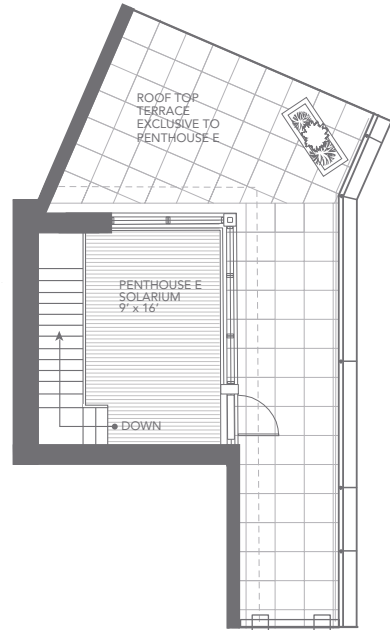 ROOF TOP
TERRACE
EXCLUSIVE TO
PENTHOUSE E
PENTHOUSE E
SOLARIUM
9' x 16'
DOWN